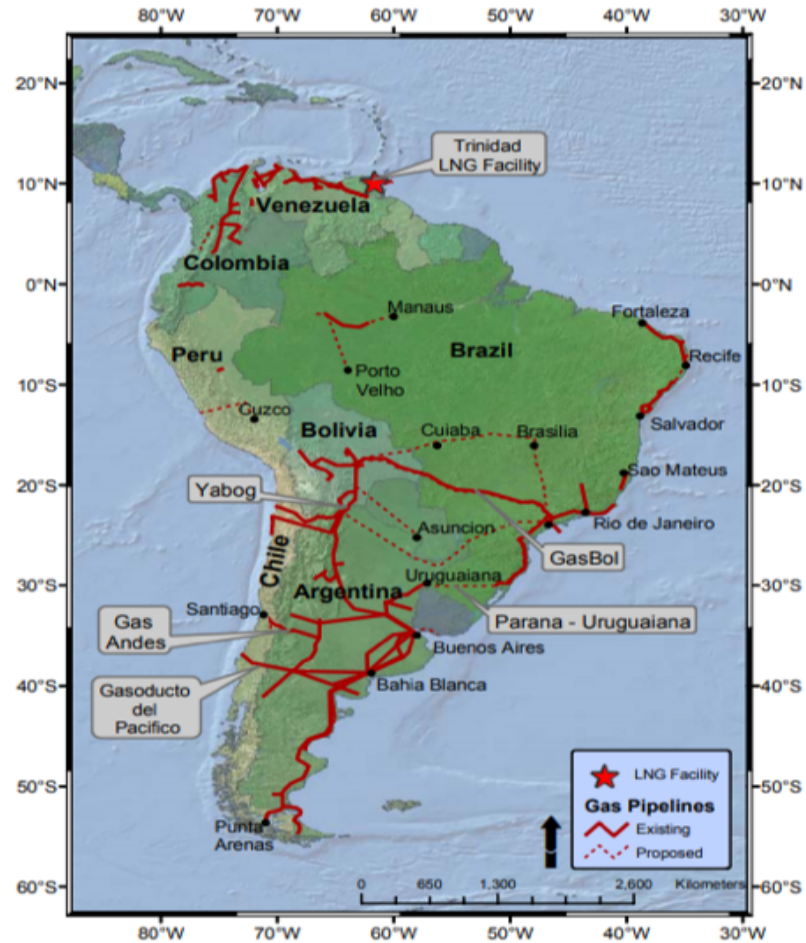 80°W 70°W 60°W 50°W 40°W 30°W
20°N 20°N
Trinidad
LNG Facility
10°N 10°N
Venezuela
Colombia
0°N 0°N
Manaus
Fortaleza
Peru
Brazil
Recife
Porto
Velho
10°S 10°S
Cuzco
Salvador
Bolivia
Cuiaba
Brasilia
Sao Mateus
20°S 20°S
Yabog
Asuncion
Rio de Janeiro
GasBol
Chile
Uruguaiana
30°S 30°S
Argentina
Santiago
Parana - Uruguaiana
Gas
Andes
Buenos Aires
Bahia Blanca
40°S 40°S
Gasoducto
del
Pacifico
50°S 50°S
LNG Facility
Gas Pipelines
Existing
Proposed
Punta
Arenas
60°S 60°S
0 650 1,300 2,600 Kilometers
80°W 70°W 60°W 50°W 40°W 30°W